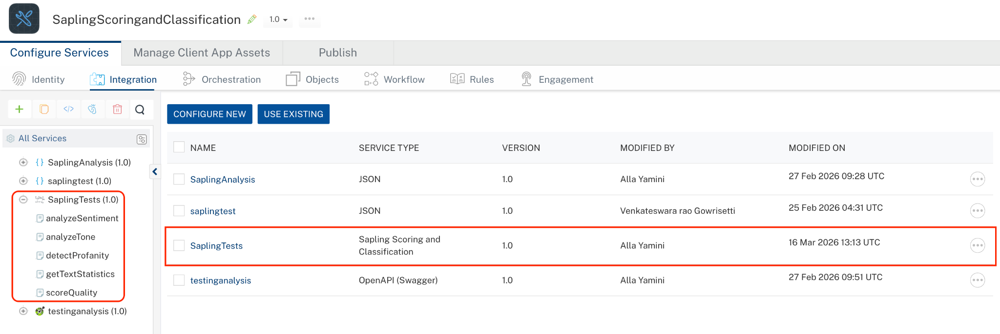 SaplingScoringandClassification 1.0
Configure Services Manage Client App Assets Publish
Identity Integration Orchestration Objects Workflow Rules Engagement
All Services
SaplingAnalysis (1.0)
saplingtest (1.0)
SaplingTests (1.0)
analyzeSentiment
analyzeTone
detectProfanity
getTextStatistics
scoreQuality
testinganalysis (1.0)
CONFIGURE NEW USE EXISTING
NAME SERVICE TYPE VERSION MODIFIED BY MODIFIED ON
SaplingAnalysis JSON 1.0 Alla Yamini 27 Feb 2026 09:28 UTC
saplingtest JSON 1.0 Venkateswara rao Gowrisetti 25 Feb 2026 04:31 UTC
SaplingTests Sapling Scoring and 1.0 Alla Yamini 16 Mar 2026 13:13 UTC
Classification
testinganalysis OpenAPI (Swagger) 1.0 Alla Yamini 27 Feb 2026 09:51 UTC